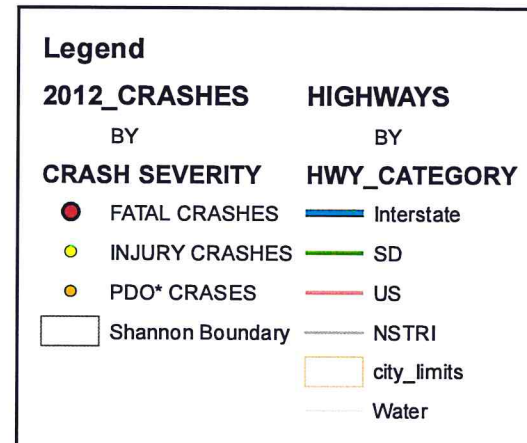 Legend
2012_CRASHES
BY
CRASH SEVERITY
FATAL CRASHES
INJURY CRASHES
PDO* CRASES
Shannon Boundary
HIGHWAYS
BY
HWY_CATEGORY
Interstate
SD
US
NSTRI
city_limits
Water